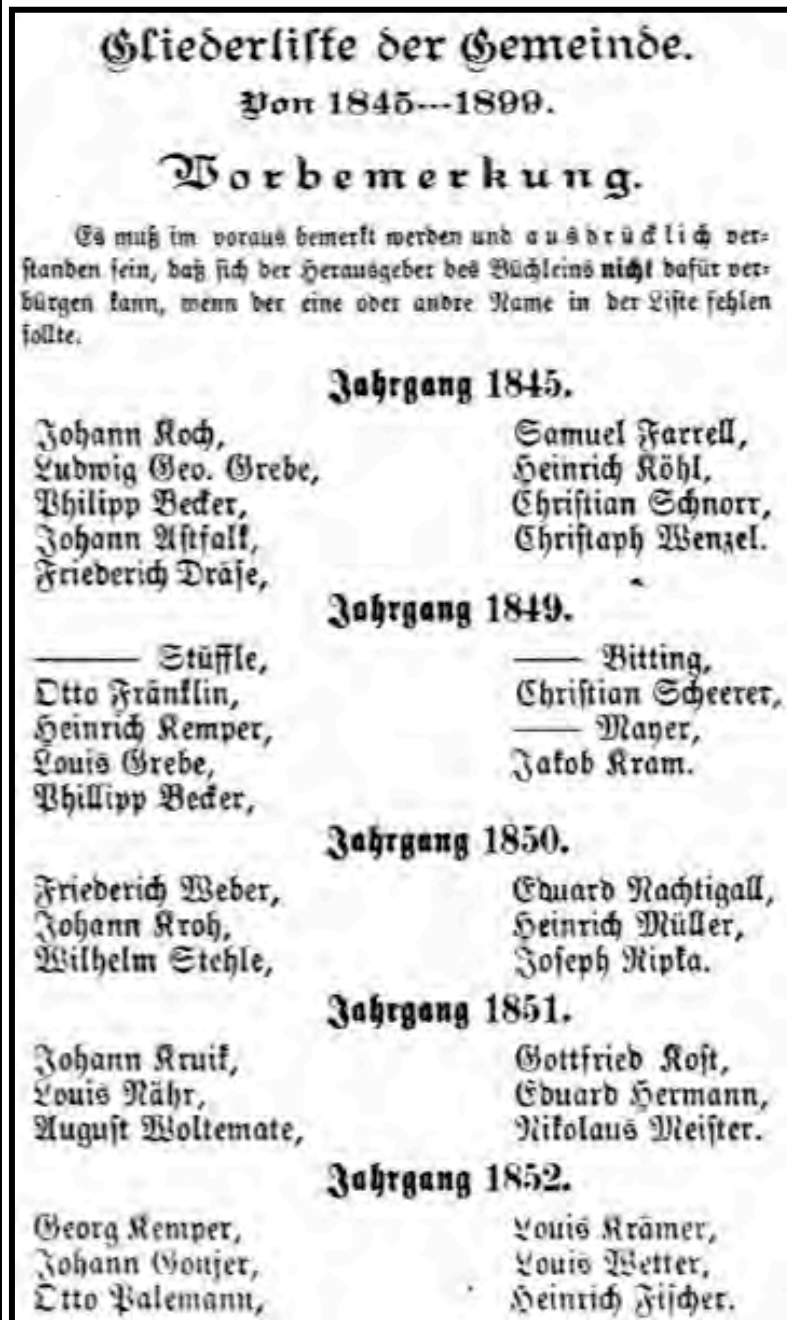 Gliederliste der Gemeinde.
Von 1845---1899.
Vorbemerkung.
Es muß im voraus bemerkt werden und ausdrücklich ver-
standen sein, daß sich der Herausgeber des Büchleins nicht dafür ver-
bürgen kann, wenn der eine oder andre Name in der Liste fehlen
sollte.
Jahrgang 1845.
Johann Koch,
Ludwig Geo. Grebe,
Philipp Becker,
Johann Astfalk,
Friederich Dräse,
Samuel Farrell,
Heinrich Köhl,
Christian Schnorr,
Christaph Wenzel.
Jahrgang 1849.
——— Stüffle,
Otto Fränklin,
Heinrich Kemper,
Louis Grebe,
Phillipp Becker,
—— Bitting,
Christian Scheerer,
—— Mayer,
Jakob Kram.
Jahrgang 1850.
Friederich Weber,
Johann Kroh,
Wilhelm Stehle,
Eduard Nachtigall,
Heinrich Müller,
Joseph Ripka.
Jahrgang 1851.
Johann Kruik,
Louis Nähr,
August Woltemate,
Gottfried Kost,
Eduard Hermann,
Nikolaus Meister.
Jahrgang 1852.
Georg Kemper,
Johann Gonjer,
Otto Palemann,
Louis Krämer,
Louis Wetter,
Heinrich Fischer.